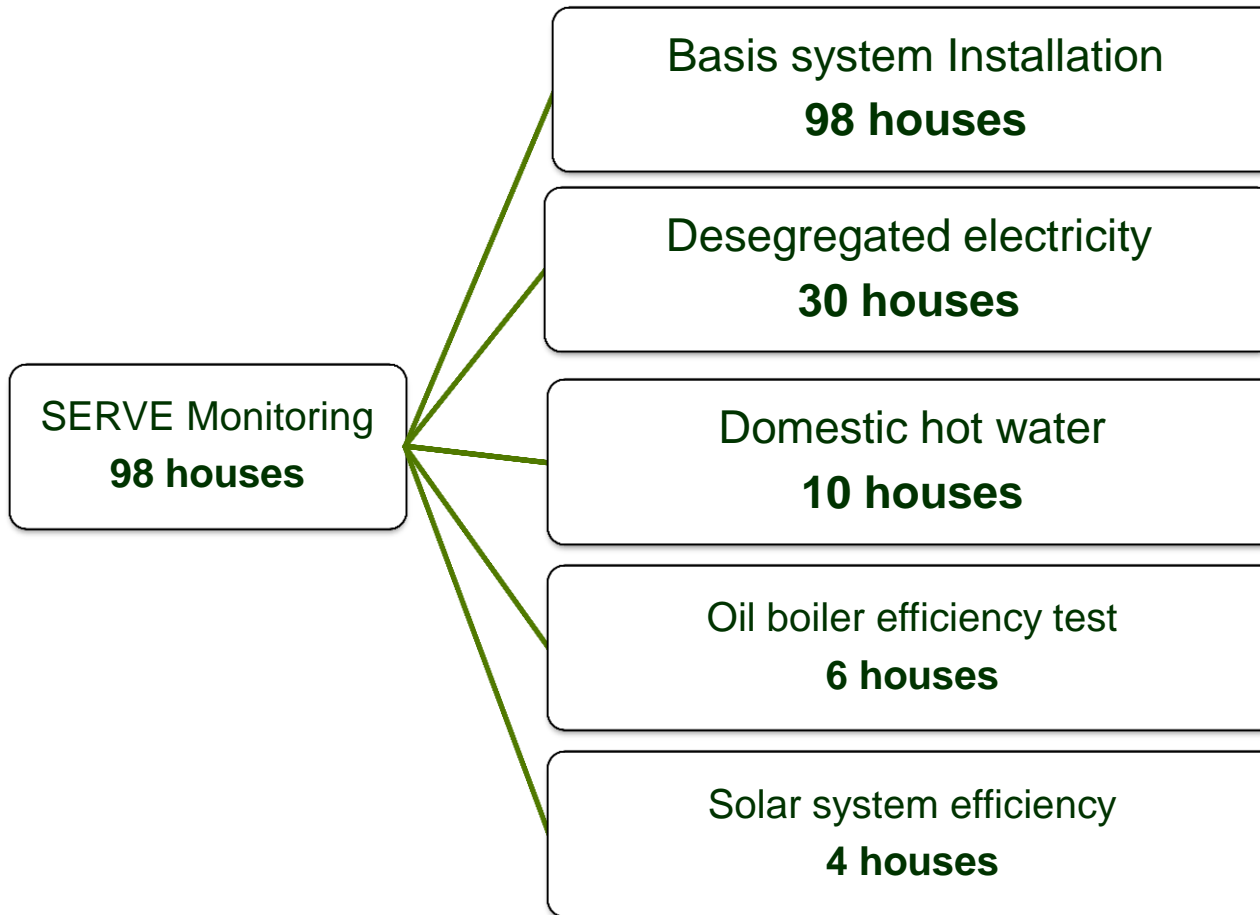 SERVE Monitoring
98 houses
Basis system Installation
98 houses
Desegregated electricity
30 houses
Domestic hot water
10 houses
Oil boiler efficiency test
6 houses
Solar system efficiency
4 houses